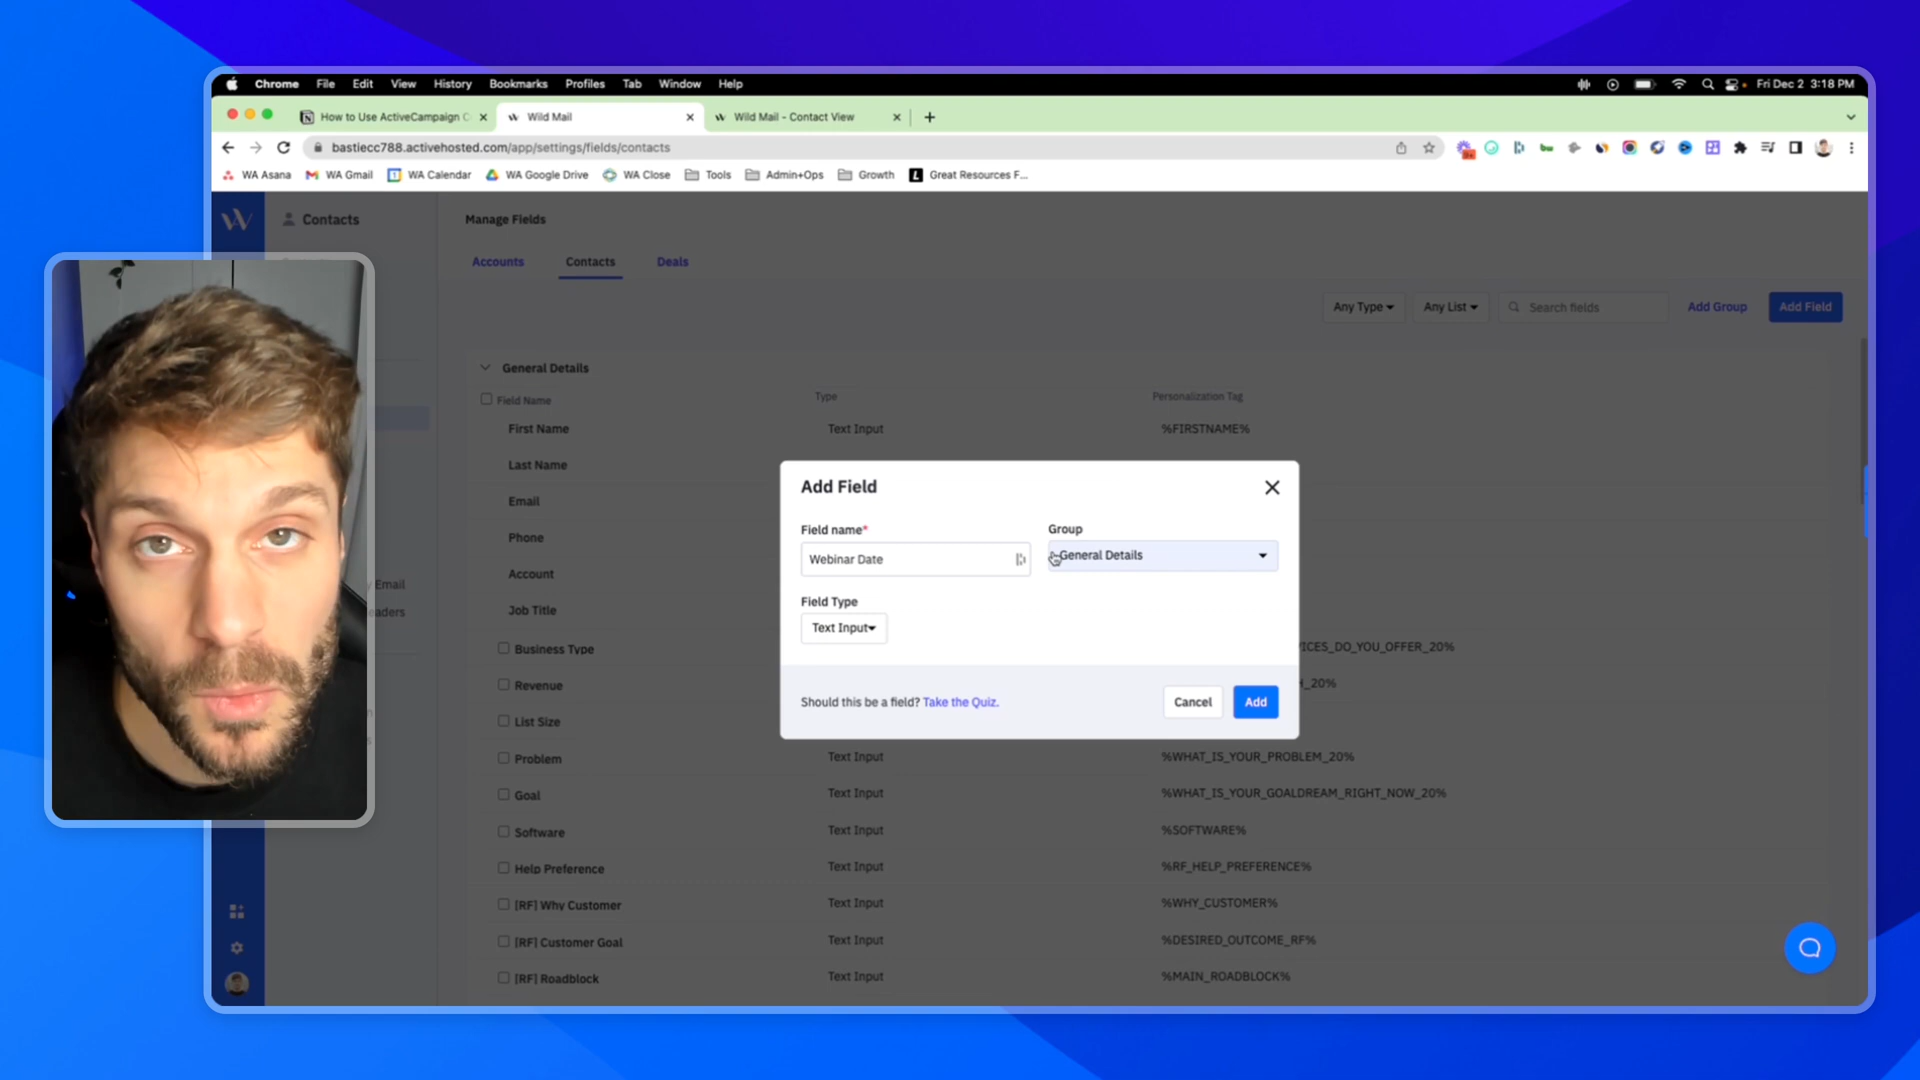 Chrome File Edit View History Bookmarks Profiles Tab Window Help
Fri Dec 2 3:18 PM
How to Use ActiveCampaign C
Wild Mail
Wild Mail - Contact View
bastiecc788.activehosted.com/app/settings/fields/contacts
WA Asana WA Gmail WA Calendar WA Google Drive WA Close Tools Admin+Ops Growth Great Resources F...
Contacts
Manage Fields
Accounts Contacts Deals
Any Type Any List Search fields Add Group Add Field
General Details
Field Name Type Personalization Tag
First Name Text Input %FIRSTNAME%
Last Name
Email
Phone
Account
Job Title
Business Type ICES_DO_YOU_OFFER_20%
Revenue _20%
List Size
Problem Text Input %WHAT_IS_YOUR_PROBLEM_20%
Goal Text Input %WHAT_IS_YOUR_GOALDREAM_RIGHT_NOW_20%
Software Text Input %SOFTWARE%
Help Preference Text Input %RF_HELP_PREFERENCE%
[RF] Why Customer Text Input %WHY_CUSTOMER%
[RF] Customer Goal Text Input %DESIRED_OUTCOME_RF%
[RF] Roadblock Text Input %MAIN_ROADBLOCK%
y Email
eaders
Add Field
Field name* Group
Webinar Date General Details
Field Type
Text Input
Should this be a field? Take the Quiz.
Cancel Add